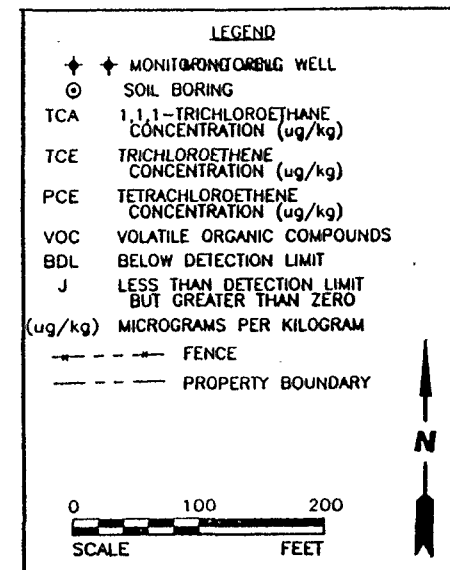 LEGEND
MONITORING WELL
SOIL BORING
TCA 1,1,1-TRICHLOROETHANE
CONCENTRATION (ug/kg)
TCE TRICHLOROETHENE
CONCENTRATION (ug/kg)
PCE TETRACHLOROETHENE
CONCENTRATION (ug/kg)
VOC VOLATILE ORGANIC COMPOUNDS
BDL BELOW DETECTION LIMIT
J LESS THAN DETECTION LIMIT
BUT GREATER THAN ZERO
(ug/kg) MICROGRAMS PER KILOGRAM
FENCE
PROPERTY BOUNDARY
N
0 100 200
SCALE FEET